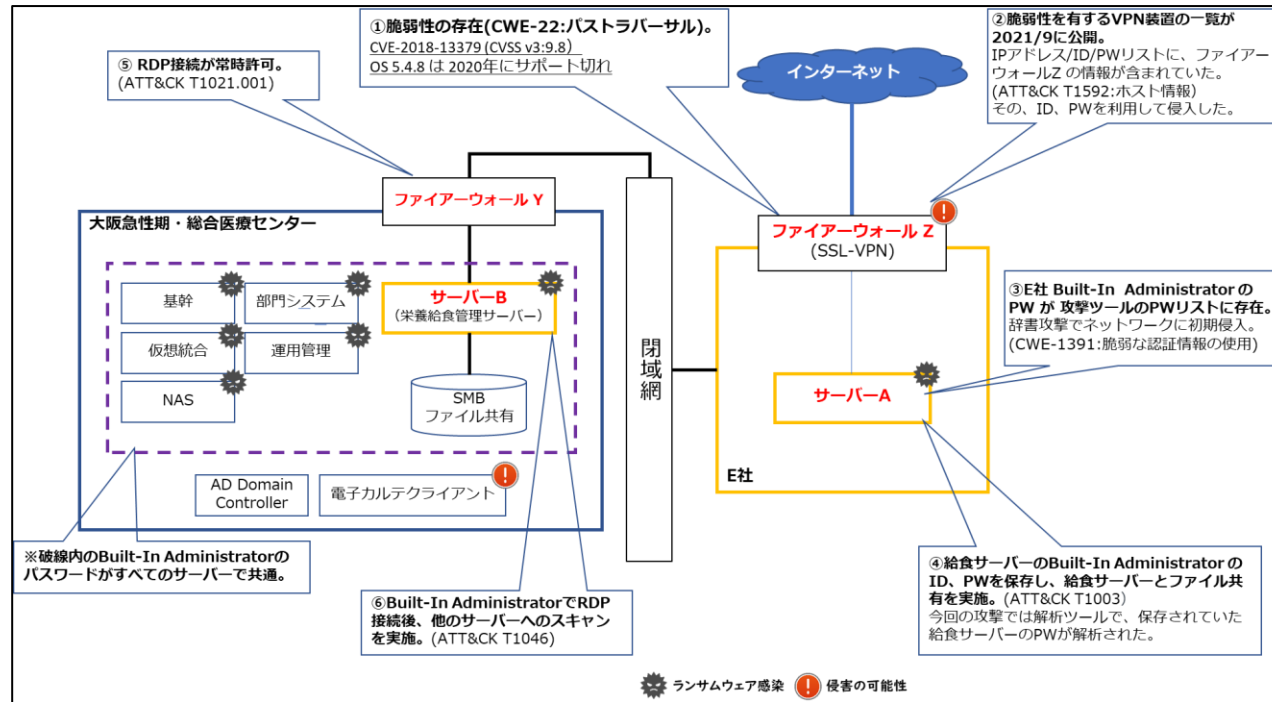 ①脆弱性の存在(CWE-22:パストラバーサル)。
CVE-2018-13379 (CVSS v3:9.8)
OS 5.4.8 は 2020年にサポート切れ
②脆弱性を有するVPN装置の一覧が
2021/9に公開。
IPアドレス/ID/PWリストに、ファイアー
ウォールZ の情報が含まれていた。
(ATT&CK T1592:ホスト情報)
その、ID、PWを利用して侵入した。
⑤ RDP接続が常時許可。
(ATT&CK T1021.001)
インターネット
ファイアーウォール Y
大阪急性期・総合医療センター
ファイアーウォール Z
(SSL-VPN)
基幹
部門システム
サーバーB
(栄養給食管理サーバー)
仮想統合
運用管理
NAS
SMB
ファイル共有
閉域網
③E社 Built-In Administrator の
PW が 攻撃ツールのPWリストに存在。
辞書攻撃でネットワークに初期侵入。
(CWE-1391:脆弱な認証情報の使用)
サーバーA
E社
AD Domain
Controller
電子カルテクライアント
※破線内のBuilt-In Administratorの
パスワードがすべてのサーバーで共通。
⑥Built-In AdministratorでRDP
接続後、他のサーバーへのスキャン
を実施。(ATT&CK T1046)
④給食サーバーのBuilt-In Administrator の
ID、PWを保存し、給食サーバーとファイル共
有を実施。(ATT&CK T1003)
今回の攻撃では解析ツールで、保存されていた
給食サーバーのPWが解析された。
ランサムウェア感染
侵害の可能性